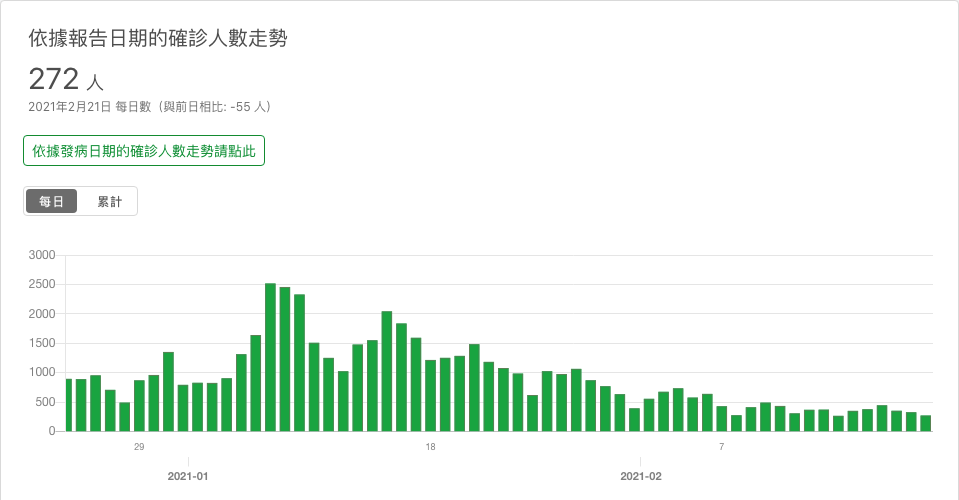 依據報告日期的確診人數走勢
272 人
2021年2月21日 每日數（與前日相比: -55 人）
依據發病日期的確診人數走勢請點此
每日 累計
3000
2500
2000
1500
1000
500
0
29 18 7
2021-01 2021-02